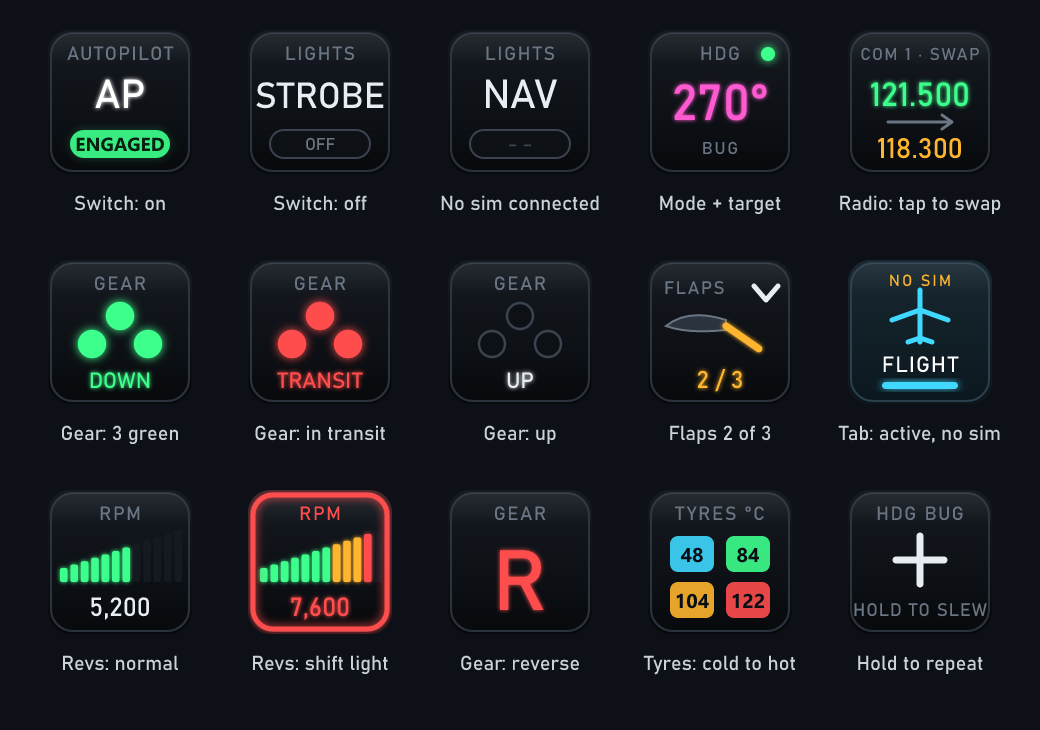 AUTOPILOT
AP
ENGAGED
Switch: on
LIGHTS
STROBE
OFF
Switch: off
LIGHTS
NAV
– –
No sim connected
HDG
270°
BUG
Mode + target
COM 1 · SWAP
121.500
118.300
Radio: tap to swap
GEAR
DOWN
Gear: 3 green
GEAR
TRANSIT
Gear: in transit
GEAR
UP
Gear: up
FLAPS
2 / 3
Flaps 2 of 3
NO SIM
FLIGHT
Tab: active, no sim
RPM
5,200
Revs: normal
RPM
7,600
Revs: shift light
GEAR
R
Gear: reverse
TYRES °C
48 84
104 122
Tyres: cold to hot
HDG BUG
HOLD TO SLEW
Hold to repeat